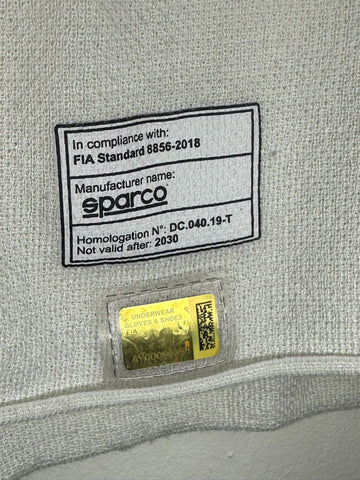 In compliance with:
FIA Standard 8856-2018
Manufacturer name:
sparco
Homologation N°: DC.040.19-T
Not valid after: 2030
UNDERWEAR
GLOVES & SHOES
FIA